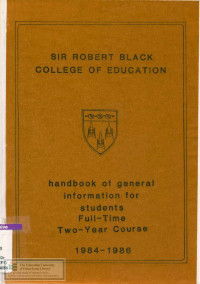 SIR ROBERT BLACK
COLLEGE OF EDUCATION
handbook of general
information for
students
Full-Time
Two-Year Course
1984-1986